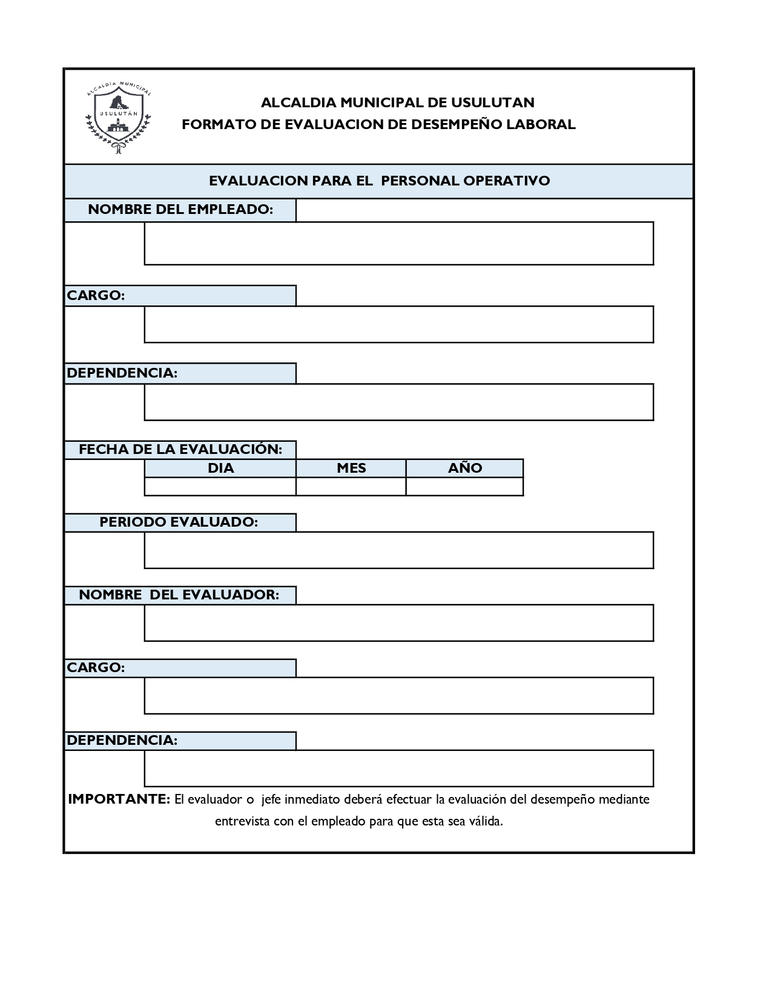 ALCALDIA MUNICIPAL
USULUTÁN
ALCALDIA MUNICIPAL DE USULUTAN
FORMATO DE EVALUACION DE DESEMPEÑO LABORAL
EVALUACION PARA EL  PERSONAL OPERATIVO
NOMBRE DEL EMPLEADO:
CARGO:
DEPENDENCIA:
FECHA DE LA EVALUACIÓN:
DIA MES AÑO
PERIODO EVALUADO:
NOMBRE  DEL EVALUADOR:
CARGO:
DEPENDENCIA:
IMPORTANTE: El evaluador o  jefe inmediato deberá efectuar la evaluación del desempeño mediante
entrevista con el empleado para que esta sea válida.